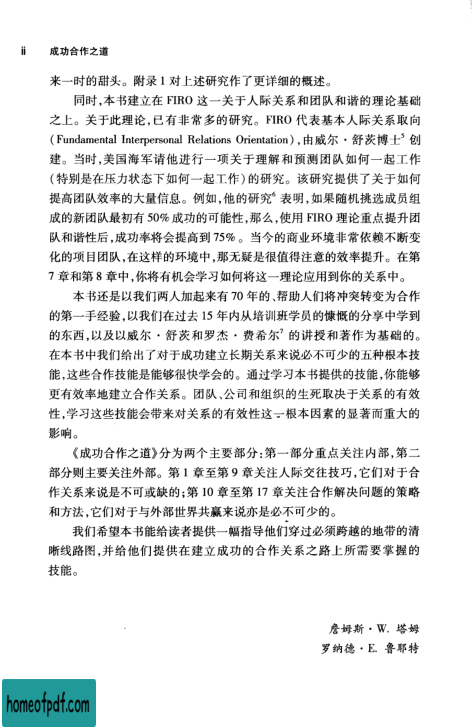 ii 成功合作之道
来一时的甜头。附录1对上述研究作了更详细的概述。
同时,本书建立在 FIRO 这一关于人际关系和团队和谐的理论基础
之上。关于此理论,已有非常多的研究。FIRO 代表基本人际关系取向
(Fundamental Interpersonal Relations Orientation),由威尔·舒茨博士5 创
建。当时,美国海军请他进行一项关于理解和预测团队如何一起工作
(特别是在压力状态下如何一起工作)的研究。该研究提供了关于如何
提高团队效率的大量信息。例如,他的研究6 表明,如果随机挑选成员组
成的新团队最初有50%成功的可能性,那么,使用 FIRO 理论重点提升团
队和谐性后,成功率将会提高到75%。当今的商业环境非常依赖不断变
化的项目团队,在这样的环境中,那无疑是很值得注意的效率提升。在第
7章和第8章中,你将有机会学习如何将这一理论应用到你的关系中。
本书还是以我们两人加起来有70年的、帮助人们将冲突转变为合作
的第一手经验,以我们在过去15年内从培训班学员的慷慨的分享中学到
的东西,以及以威尔·舒茨和罗杰·费希尔7 的讲授和著作为基础的。
在本书中我们给出了对于成功建立长期关系来说必不可少的五种根本技
能,这些合作技能是能够很快学会的。通过学习本书提供的技能,你能够
更有效率地建立合作关系。团队、公司和组织的生死取决于关系的有效
性,学习这些技能会带来对关系的有效性这一根本因素的显著而重大的
影响。
《成功合作之道》分为两个主要部分:第一部分重点关注内部,第二
部分则主要关注外部。第1章至第9章关注人际交往技巧,它们对于合
作关系来说是不可或缺的;第10章至第17章关注合作解决问题的策略
和方法,它们对于与外部世界共赢来说亦是必不可少的。
我们希望本书能给读者提供一幅指导他们穿过必须跨越的地带的清
晰线路图,并给他们提供在建立成功的合作关系之路上所需要掌握的
技能。
詹姆斯·W. 塔姆
罗纳德·E. 鲁耶特
homeofpdf.com